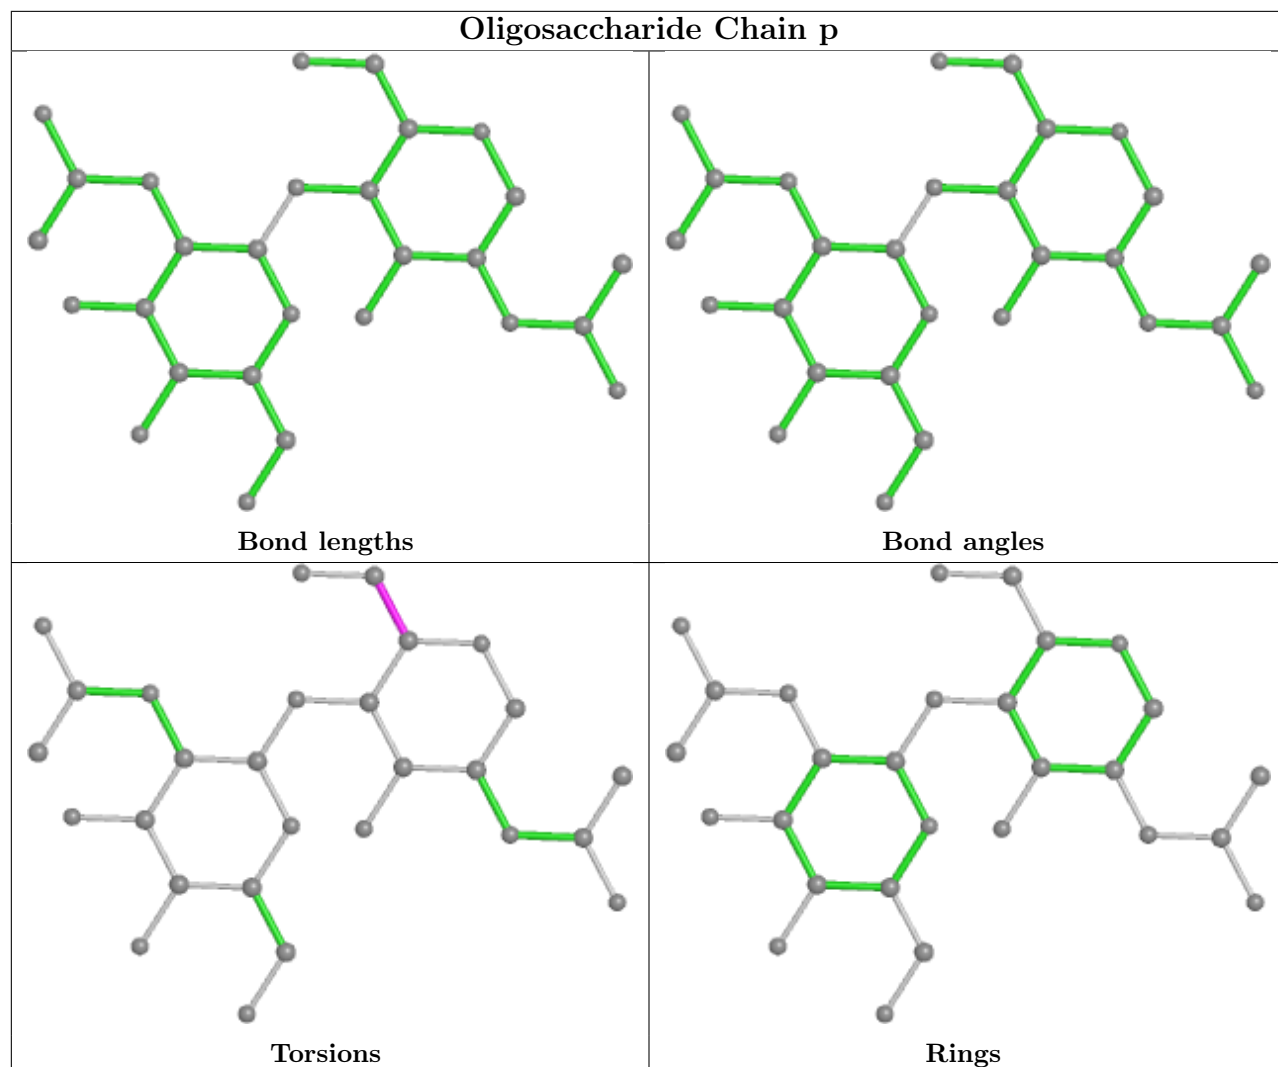 Oligosaccharide Chain p
Bond lengths
Bond angles
Torsions
Rings